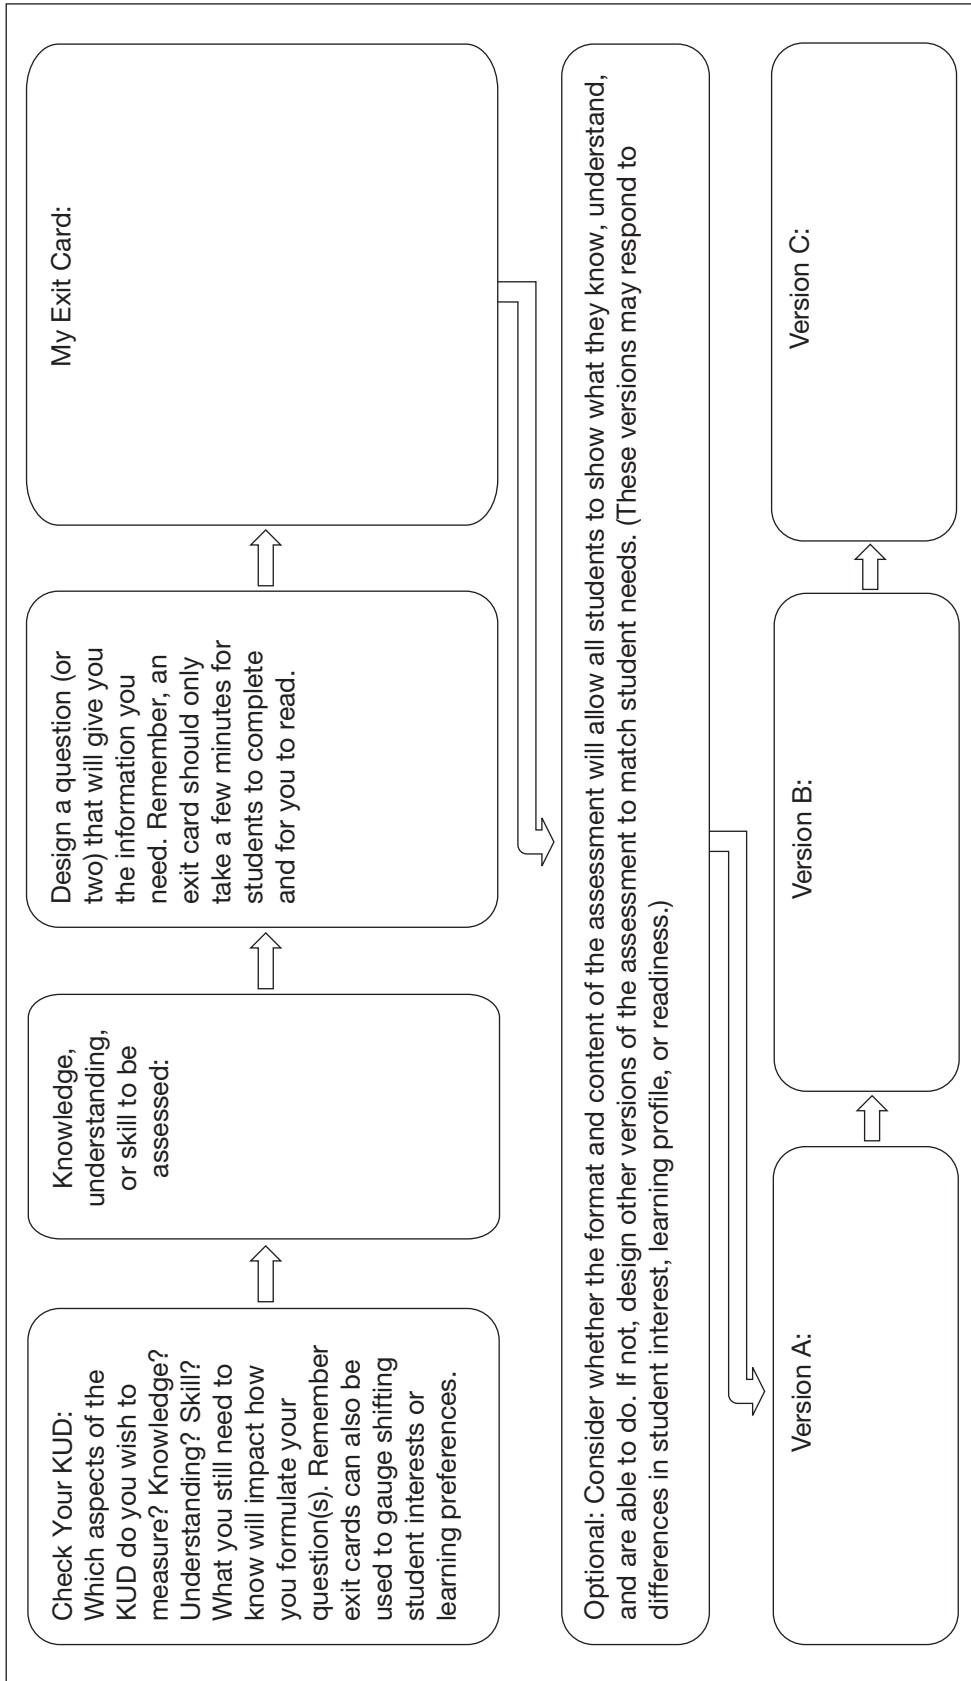 Check Your KUD:
Which aspects of the
KUD do you wish to
measure? Knowledge?
Understanding? Skill?
What you still need to
know will impact how
you formulate your
question(s). Remember
exit cards can also be
used to gauge shifting
student interests or
learning preferences.
Knowledge,
understanding,
or skill to be
assessed:
Design a question (or
two) that will give you
the information you
need. Remember, an
exit card should only
take a few minutes for
students to complete
and for you to read.
My Exit Card:
Optional: Consider whether the format and content of the assessment will allow all students to show what they know, understand,
and are able to do. If not, design other versions of the assessment to match student needs. (These versions may respond to
differences in student interest, learning profile, or readiness.)
Version A:
Version B:
Version C: